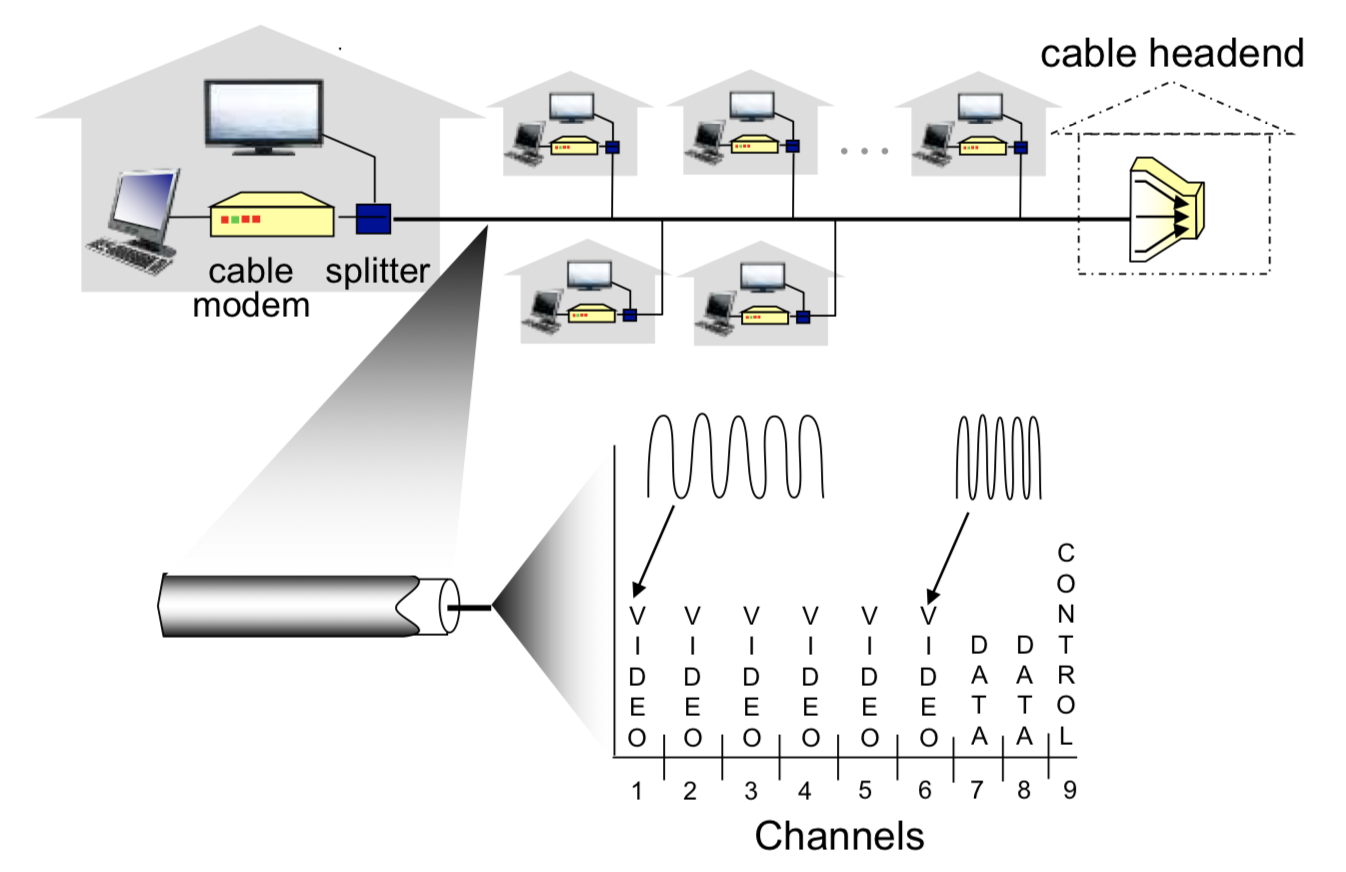 cable headend
cable
modem
splitter
VIDEO
VIDEO
VIDEO
VIDEO
VIDEO
VIDEO
DATA
DATA
CONTROL
1 2 3 4 5 6 7 8 9
Channels